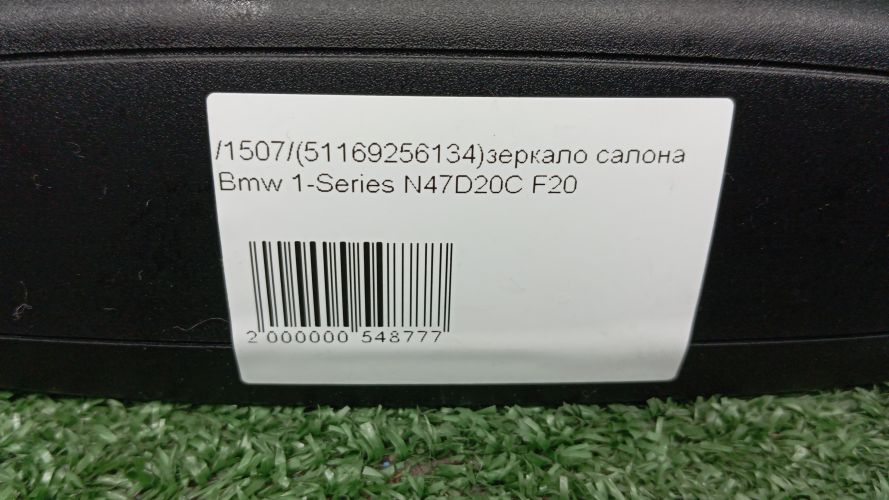 /1507/(51169256134)зеркало салона
Bmw 1-Series N47D20C F20
2 000000 548777